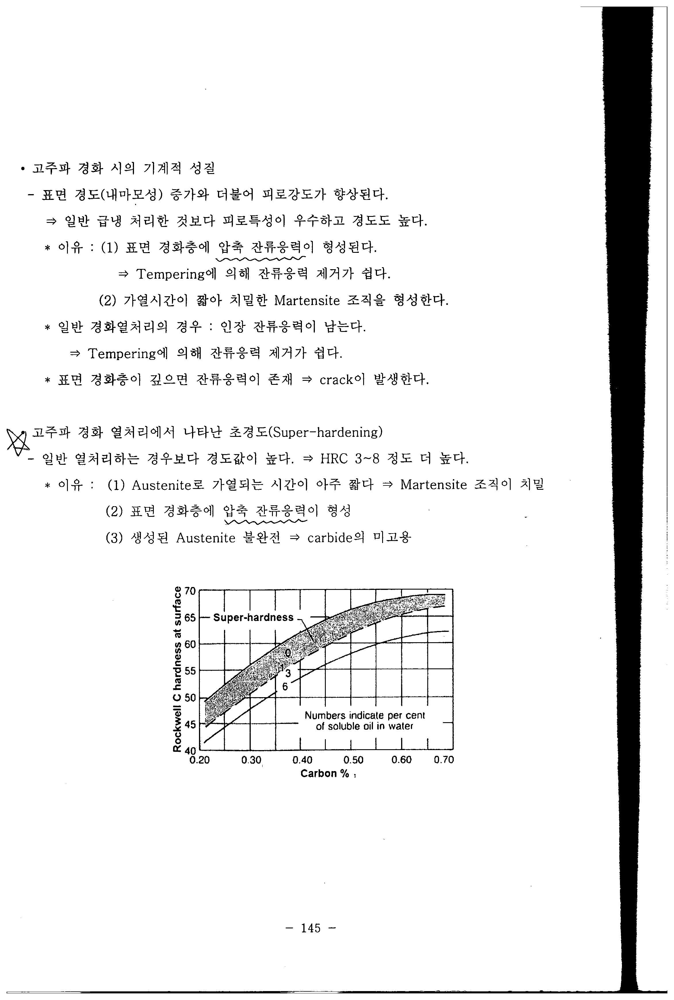 • 고주파 경화 시의 기계적 성질
- 표면 경도(내마모성) 증가와 더불어 피로강도가 향상된다.
⇒ 일반 급냉 처리한 것보다 피로특성이 우수하고 경도도 높다.
* 이유 : (1) 표면 경화층에 압축 잔류응력이 형성된다.
⇒ Tempering에 의해 잔류응력 제거가 쉽다.
(2) 가열시간이 짧아 치밀한 Martensite 조직을 형성한다.
* 일반 경화열처리의 경우 : 인장 잔류응력이 남는다.
⇒ Tempering에 의해 잔류응력 제거가 쉽다.
* 표면 경화층이 깊으면 잔류응력이 존재 ⇒ crack이 발생한다.
• 고주파 경화 열처리에서 나타난 초경도(Super-hardening)
- 일반 열처리하는 경우보다 경도값이 높다. ⇒ HRC 3~8 정도 더 높다.
* 이유 : (1) Austenite로 가열되는 시간이 아주 짧다 ⇒ Martensite 조직이 치밀
(2) 표면 경화층에 압축 잔류응력이 형성
(3) 생성된 Austenite 불완전 ⇒ carbide의 미고용
Rockwell C hardness at surface
70
65
60
55
50
45
40
Super-hardness
0
1
3
6
Numbers indicate per cent
of soluble oil in water
0.20 0.30 0.40 0.50 0.60 0.70
Carbon %
- 145 -